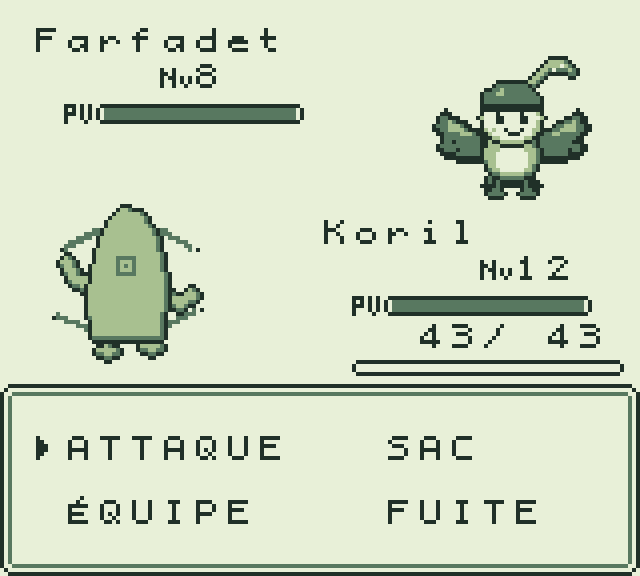 Farfadet
Nv8
PV
Koril
Nv12
PV
43/ 43
ATTAQUE SAC
ÉQUIPE FUITE